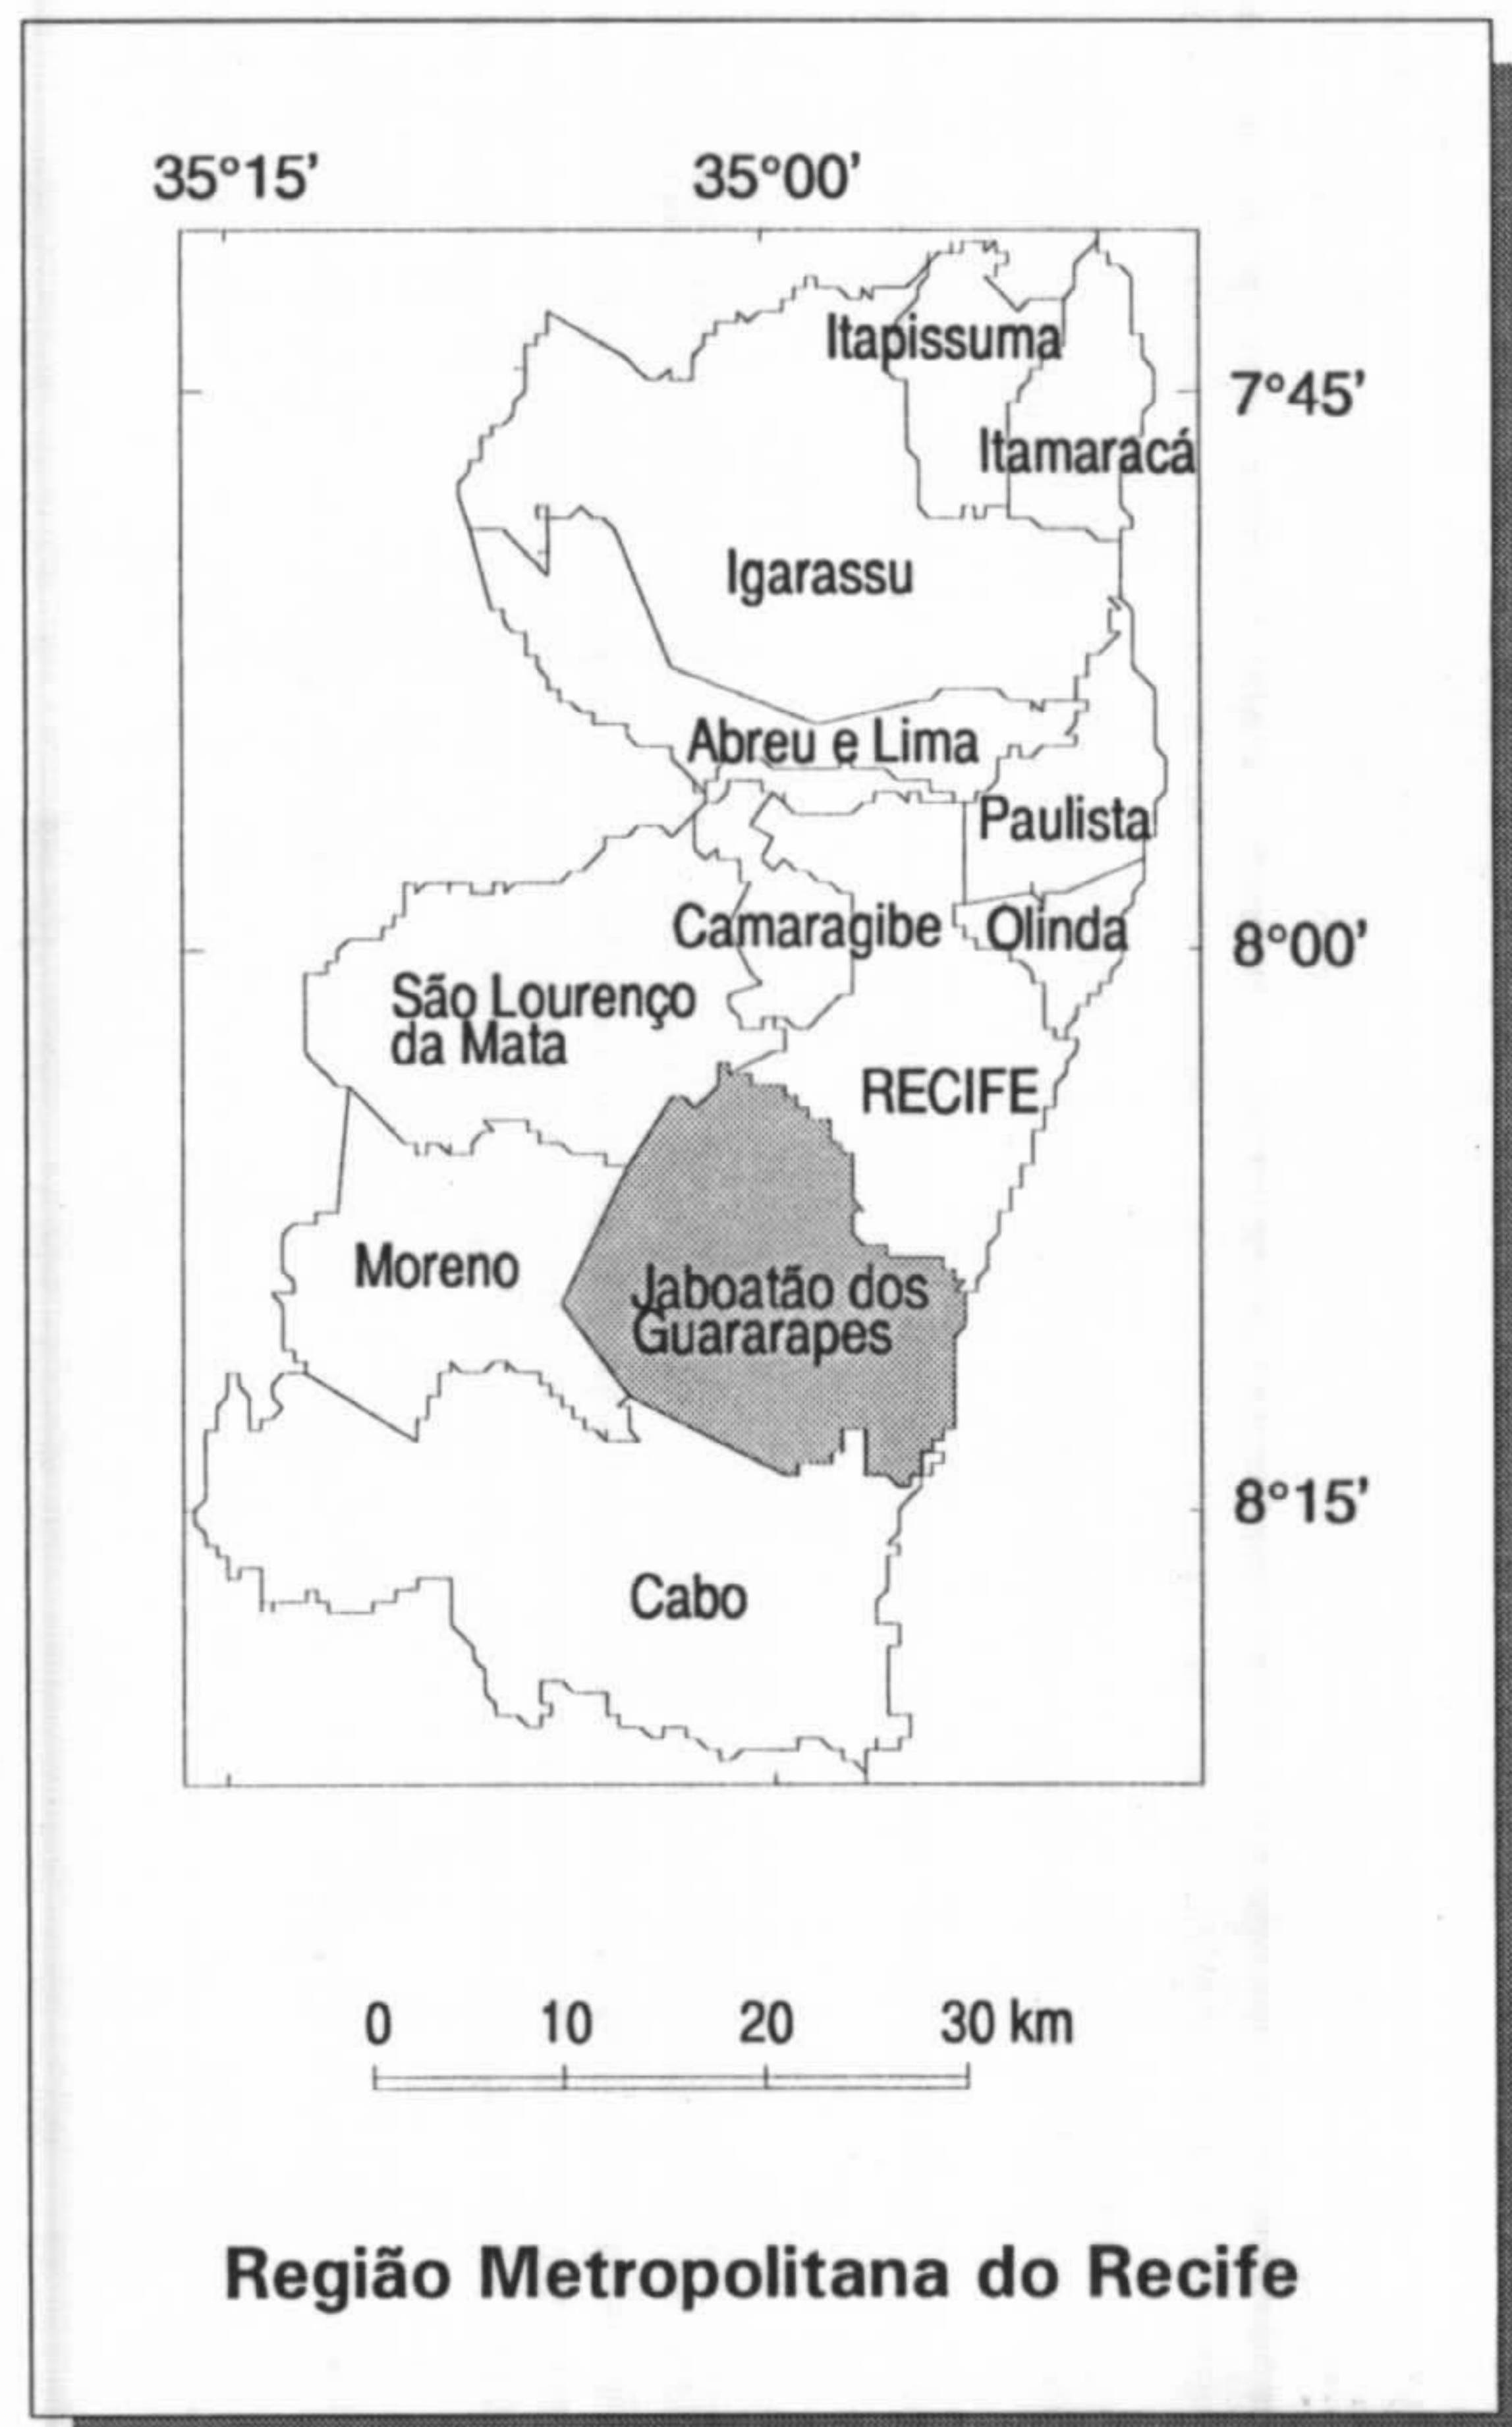 35°15' 35°00'
Itapissuma
7°45'
Itamaracá
Igarassu
Abreu e Lima
Paulista
Camaragibe
Olinda
8°00'
São Lourenço
da Mata
RECIFE
Moreno
Jaboatão dos
Guararapes
8°15'
Cabo
0 10 20 30 km
Região Metropolitana do Recife